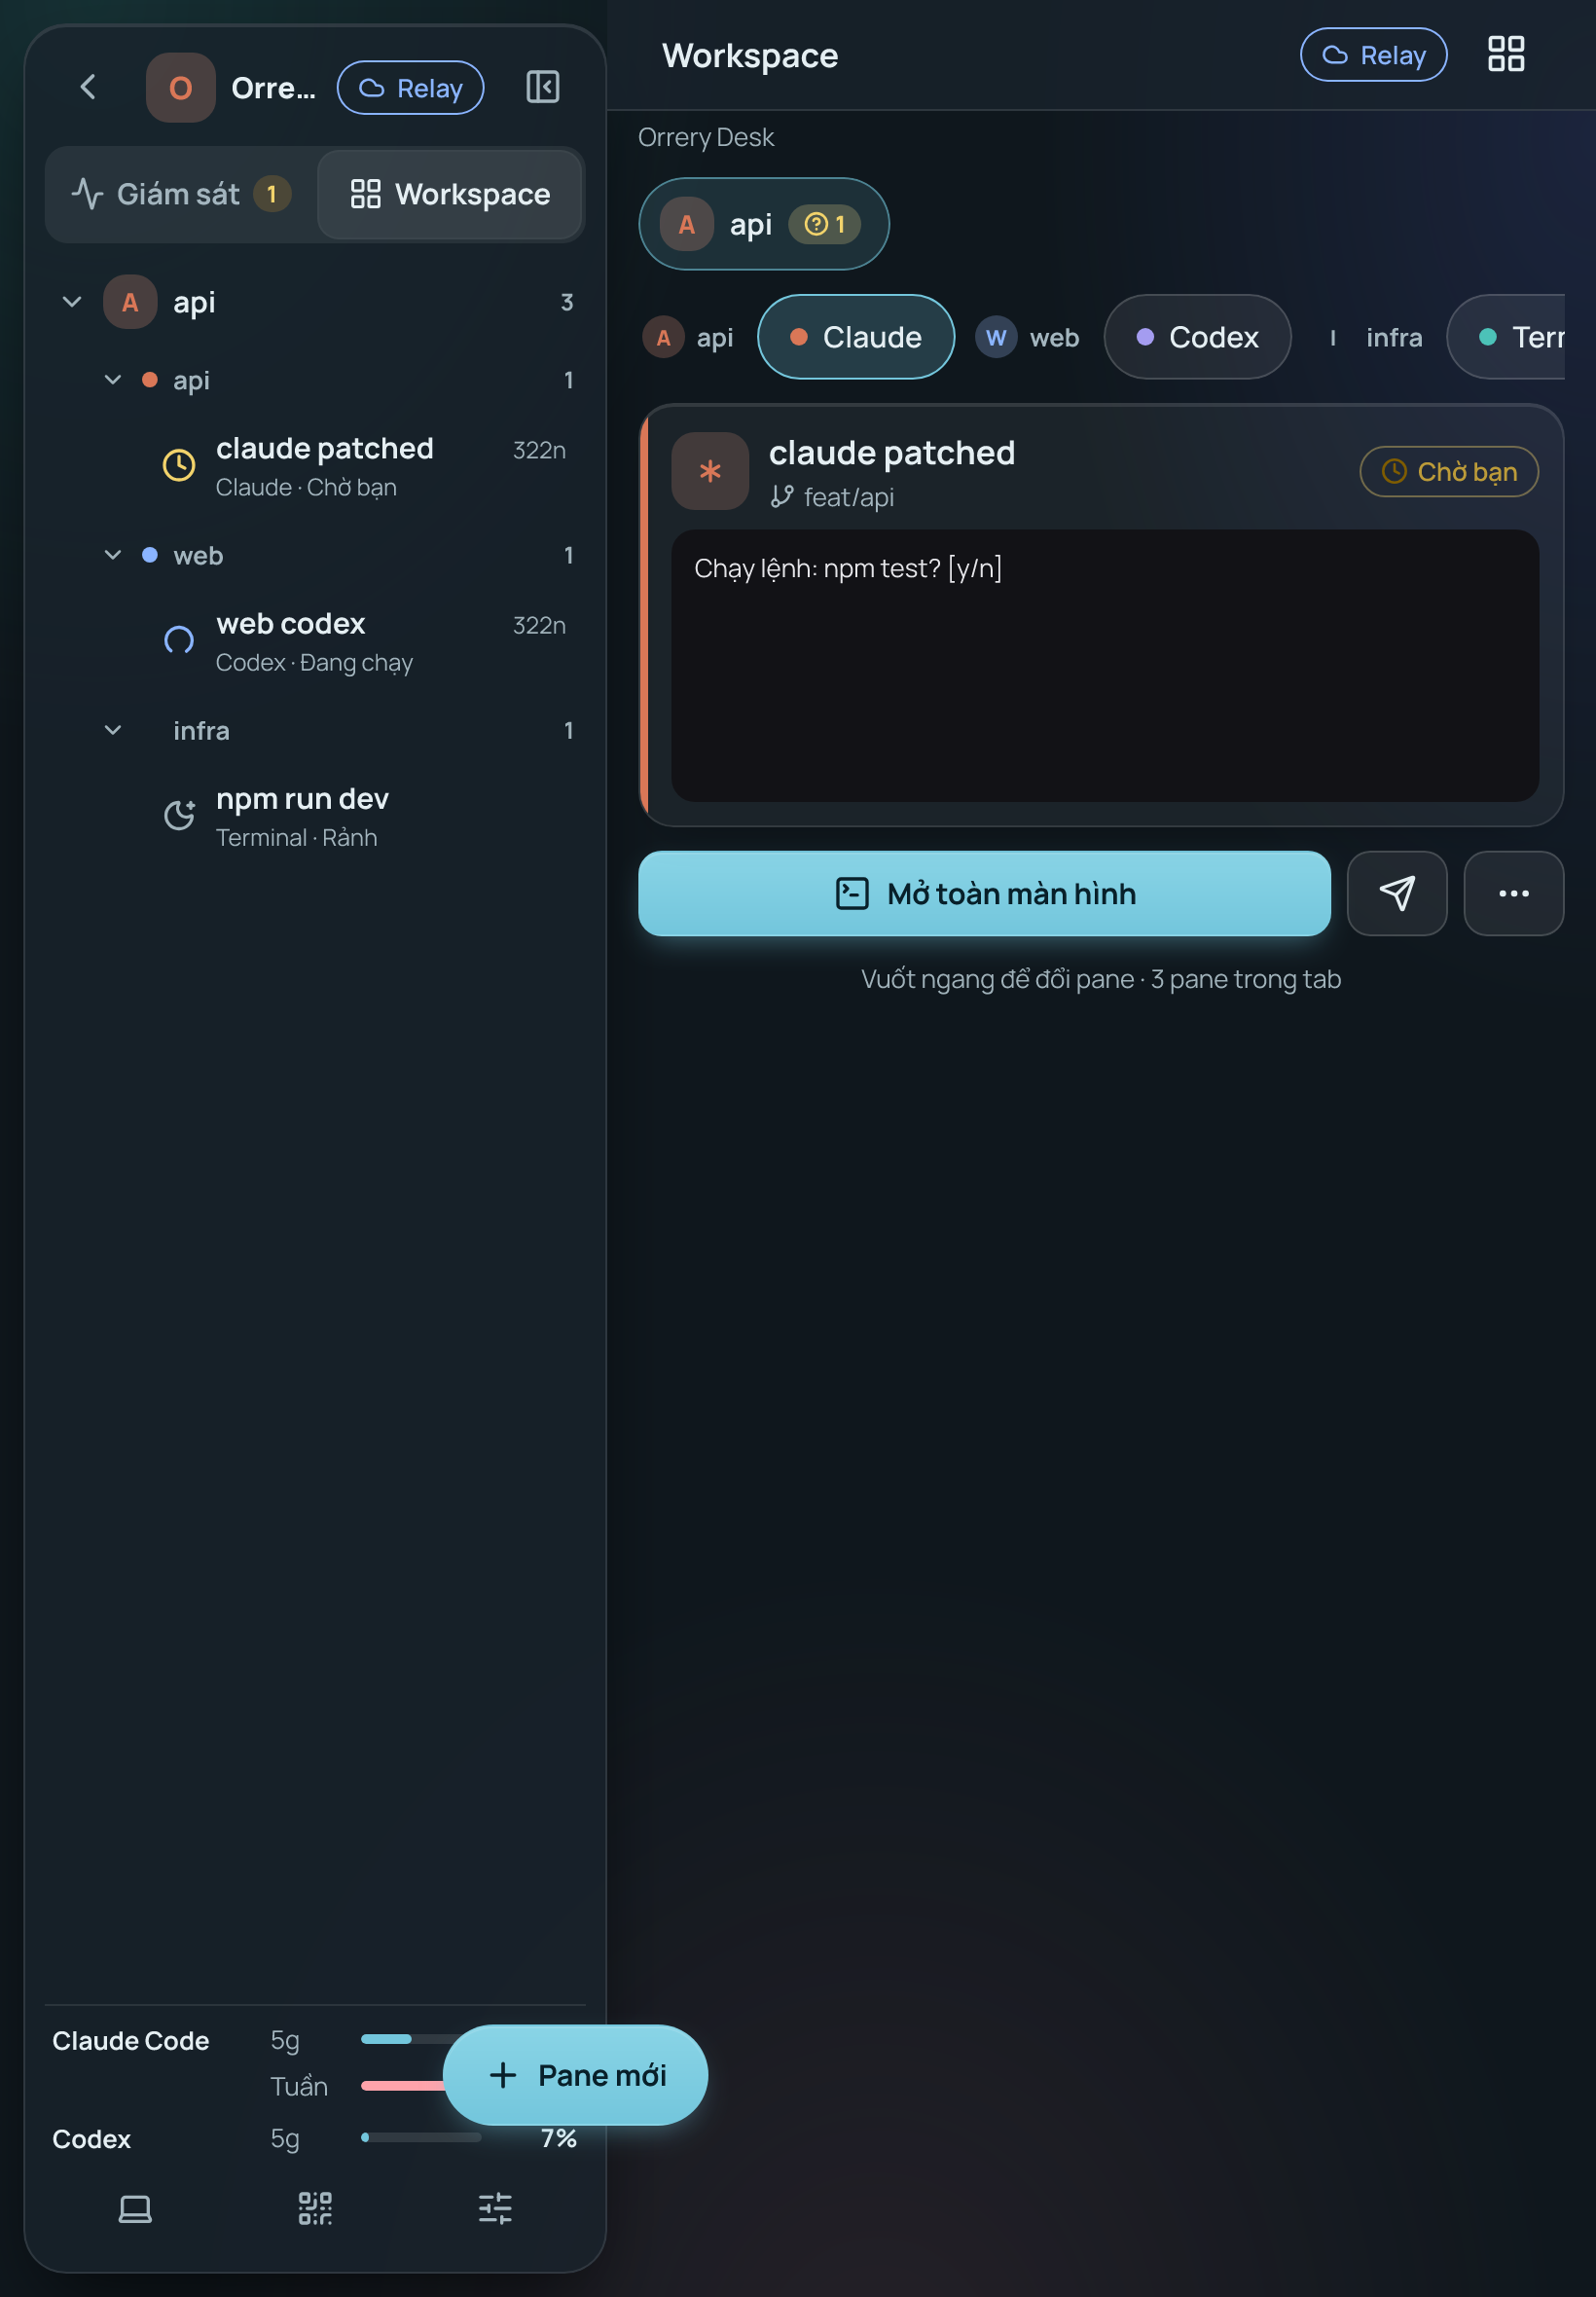 O Orre... Relay
Giám sát 1 Workspace
A api 3
api 1
claude patched 322n
Claude · Chờ bạn
web 1
web codex 322n
Codex · Đang chạy
infra 1
npm run dev
Terminal · Rảnh
Claude Code 5g
Tuần
Codex 5g 7%
Pane mới
Workspace Relay
Orrery Desk
A api 1
A api Claude W web Codex I infra Terr
claude patched
feat/api
Chờ bạn
Chạy lệnh: npm test? [y/n]
Mở toàn màn hình
Vuốt ngang để đổi pane · 3 pane trong tab